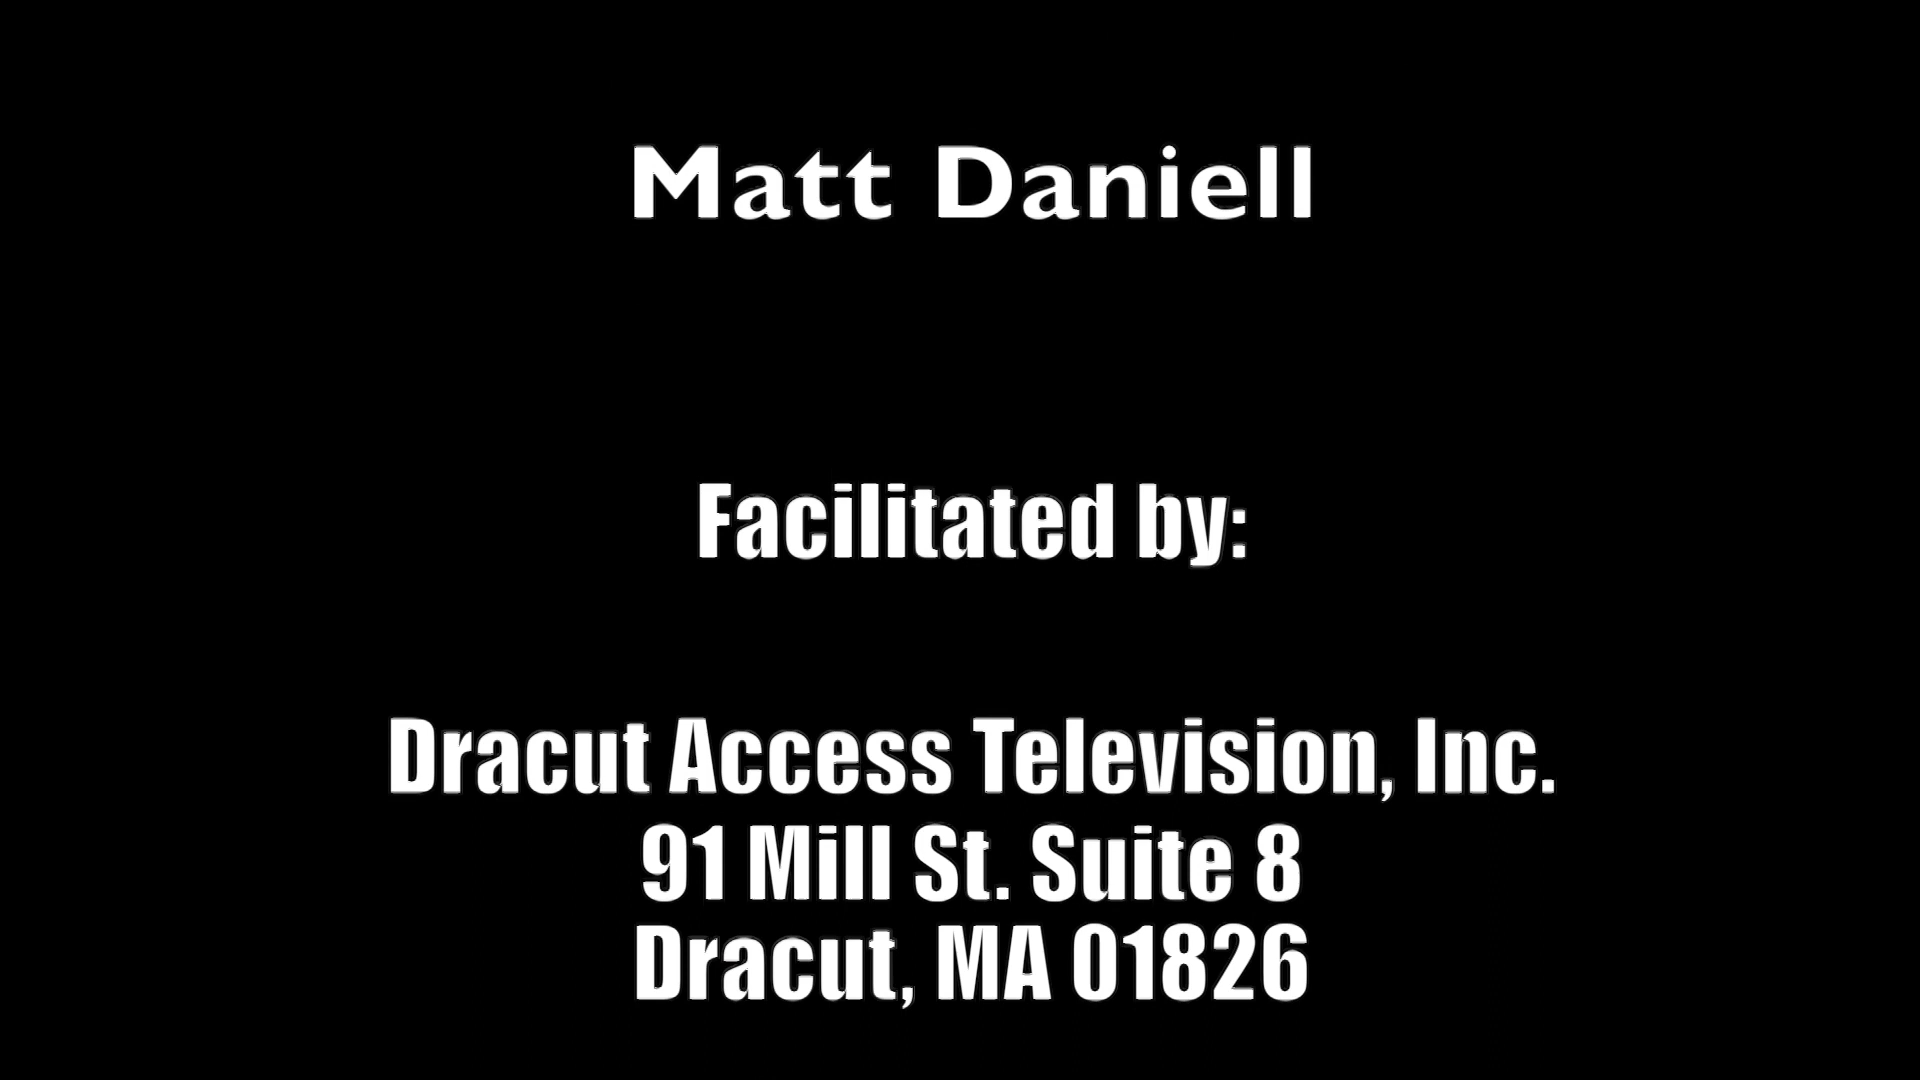 Matt Daniell
Facilitated by:
Dracut Access Television, Inc.
91 Mill St. Suite 8
Dracut, MA 01826